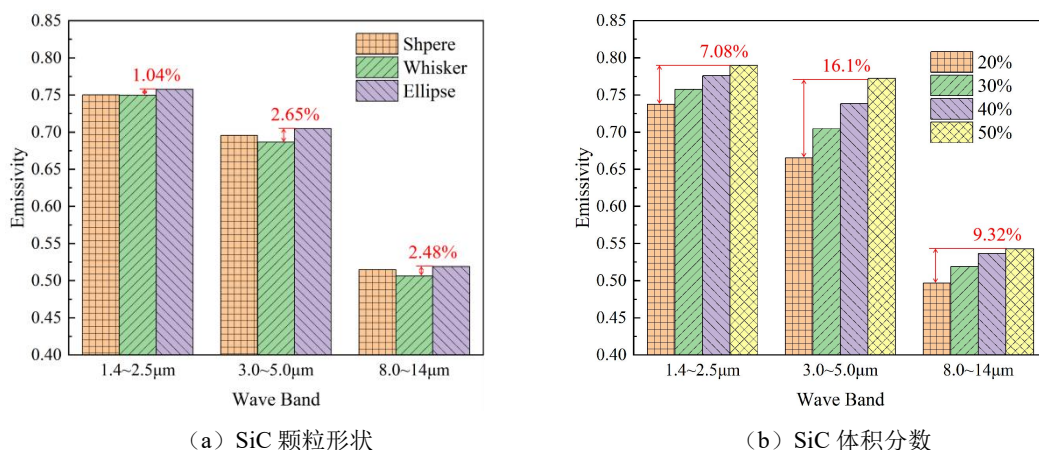 0.85
0.80
0.75
0.70
0.65
0.60
0.55
0.50
0.45
0.40
Emissivity
Shpere
Whisker
Ellipse
1.04%
2.65%
2.48%
1.4~2.5μm
3.0~5.0μm
8.0~14μm
Wave Band
（a）SiC 颗粒形状
0.85
0.80
0.75
0.70
0.65
0.60
0.55
0.50
0.45
0.40
Emissivity
20%
30%
40%
50%
7.08%
16.1%
9.32%
1.4~2.5μm
3.0~5.0μm
8.0~14μm
Wave Band
（b）SiC 体积分数